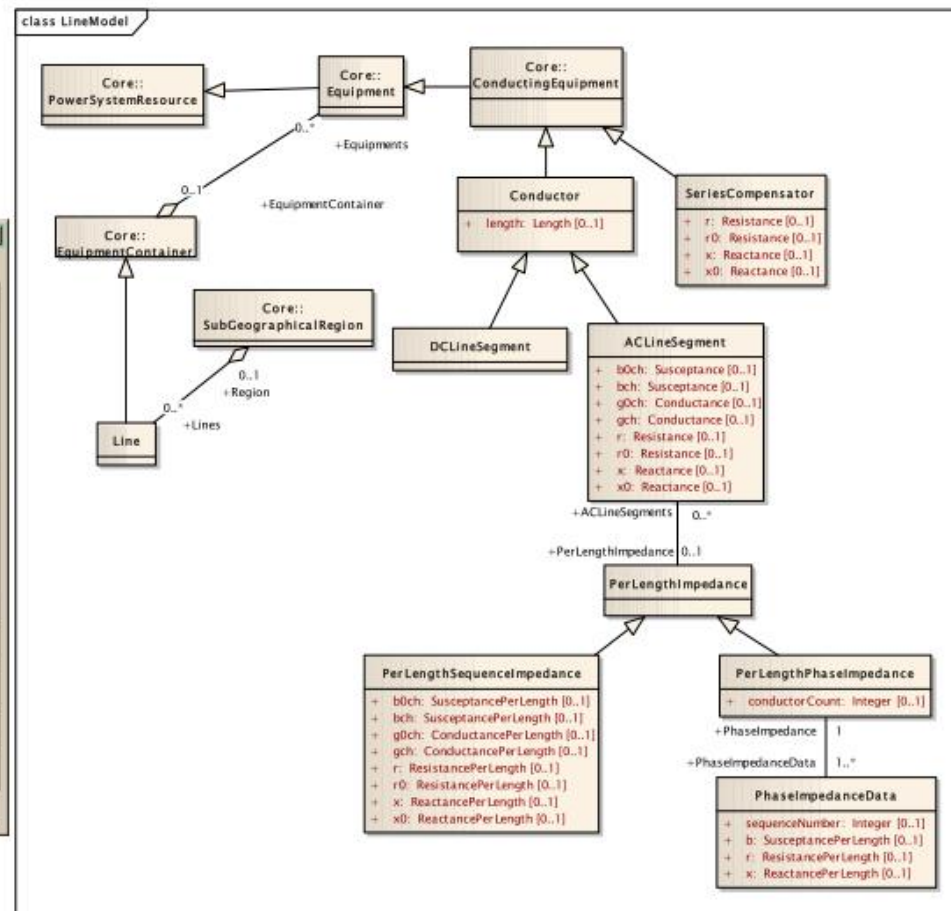 class LineModel
Core::
PowerSystemResource
Core::
Equipment
Core::
ConductingEquipment
0..*
+Equipments
0..1
+EquipmentContainer
Core::
EquipmentContainer
Conductor
+ length: Length [0..1]
SeriesCompensator
+ r: Resistance [0..1]
+ r0: Resistance [0..1]
+ x: Reactance [0..1]
+ x0: Reactance [0..1]
Core::
SubGeographicalRegion
0..1
+Region
0..*
+Lines
Line
DCLineSegment
ACLineSegment
+ b0ch: Susceptance [0..1]
+ bch: Susceptance [0..1]
+ g0ch: Conductance [0..1]
+ gch: Conductance [0..1]
+ r: Resistance [0..1]
+ r0: Resistance [0..1]
+ x: Reactance [0..1]
+ x0: Reactance [0..1]
+ACLineSegments 0..*
+PerLengthImpedance 0..1
PerLengthImpedance
PerLengthSequenceImpedance
+ b0ch: SusceptancePerLength [0..1]
+ bch: SusceptancePerLength [0..1]
+ g0ch: ConductancePerLength [0..1]
+ gch: ConductancePerLength [0..1]
+ r: ResistancePerLength [0..1]
+ r0: ResistancePerLength [0..1]
+ x: ReactancePerLength [0..1]
+ x0: ReactancePerLength [0..1]
PerLengthPhaseImpedance
+ conductorCount: Integer [0..1]
+PhaseImpedance 1
+PhaseImpedanceData 1..*
PhaseImpedanceData
+ sequenceNumber: Integer [0..1]
+ b: SusceptancePerLength [0..1]
+ r: ResistancePerLength [0..1]
+ x: ReactancePerLength [0..1]